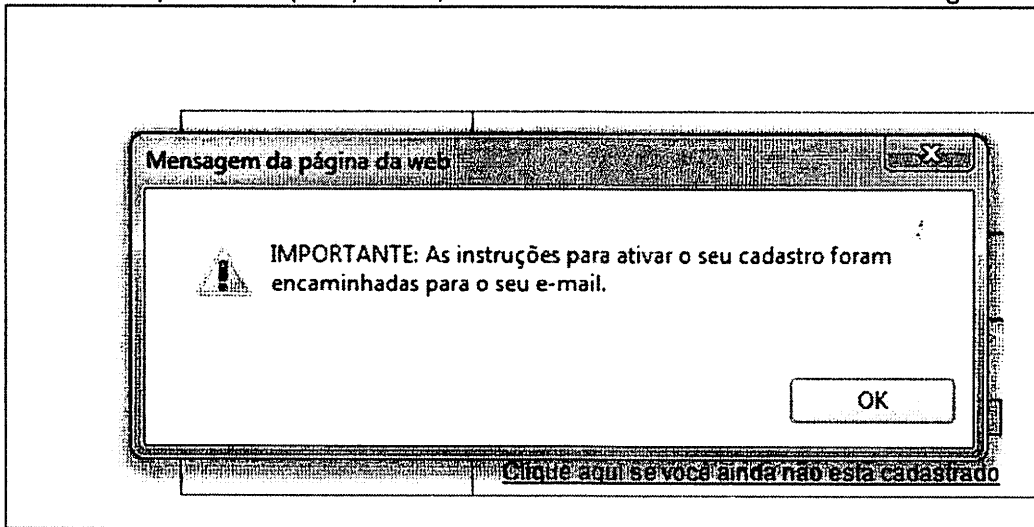 Mensagem da página da web
IMPORTANTE: As instruções para ativar o seu cadastro foram
encaminhadas para o seu e-mail.
OK
Clique aqui se você ainda não está cadastrado